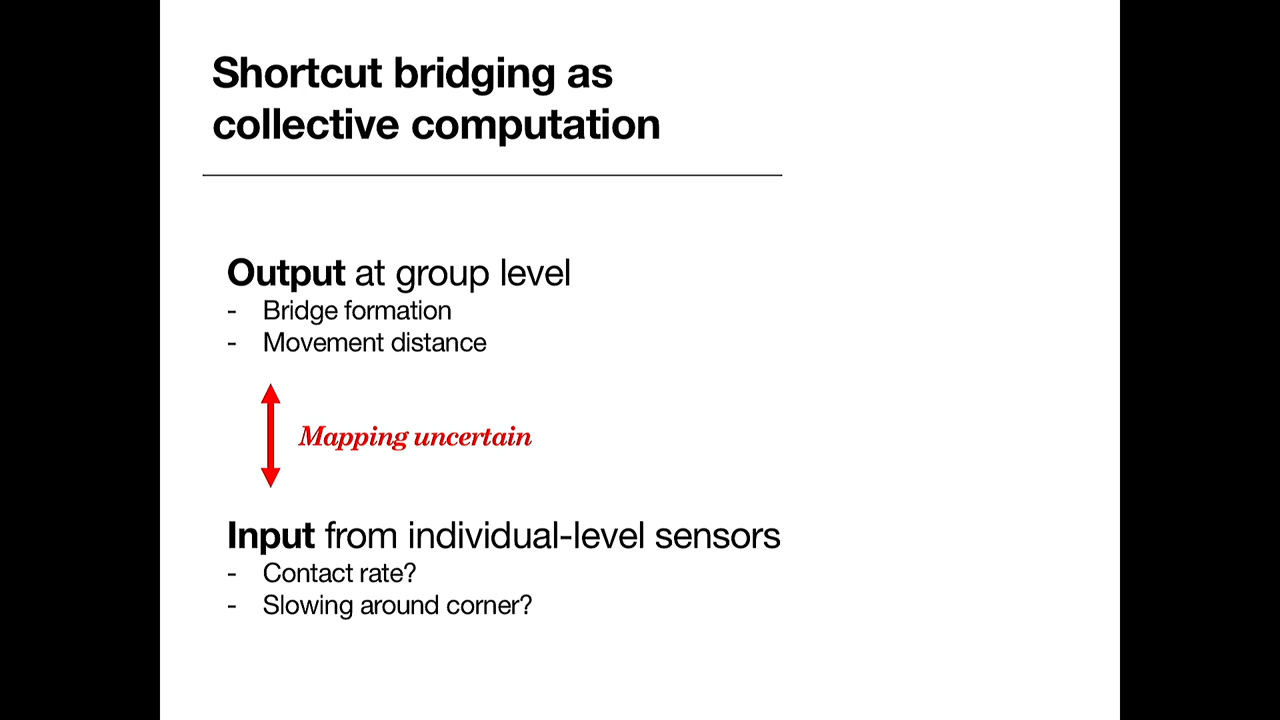 Shortcut bridging as
collective computation
Output at group level
- Bridge formation
- Movement distance
Mapping uncertain
Input from individual-level sensors
- Contact rate?
- Slowing around corner?